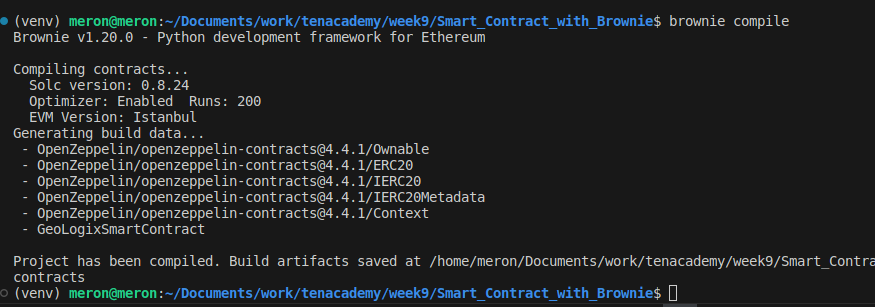 (venv) meron@meron:~/Documents/work/tenacademy/week9/Smart_Contract_with_Brownie$ brownie compile
Brownie v1.20.0 - Python development framework for Ethereum

Compiling contracts...
  Solc version: 0.8.24
  Optimizer: Enabled  Runs: 200
  EVM Version: Istanbul
Generating build data...
 - OpenZeppelin/openzeppelin-contracts@4.4.1/Ownable
 - OpenZeppelin/openzeppelin-contracts@4.4.1/ERC20
 - OpenZeppelin/openzeppelin-contracts@4.4.1/IERC20
 - OpenZeppelin/openzeppelin-contracts@4.4.1/IERC20Metadata
 - OpenZeppelin/openzeppelin-contracts@4.4.1/Context
 - GeoLogixSmartContract

Project has been compiled. Build artifacts saved at /home/meron/Documents/work/tenacademy/week9/Smart_Contra
contracts
(venv) meron@meron:~/Documents/work/tenacademy/week9/Smart_Contract_with_Brownie$